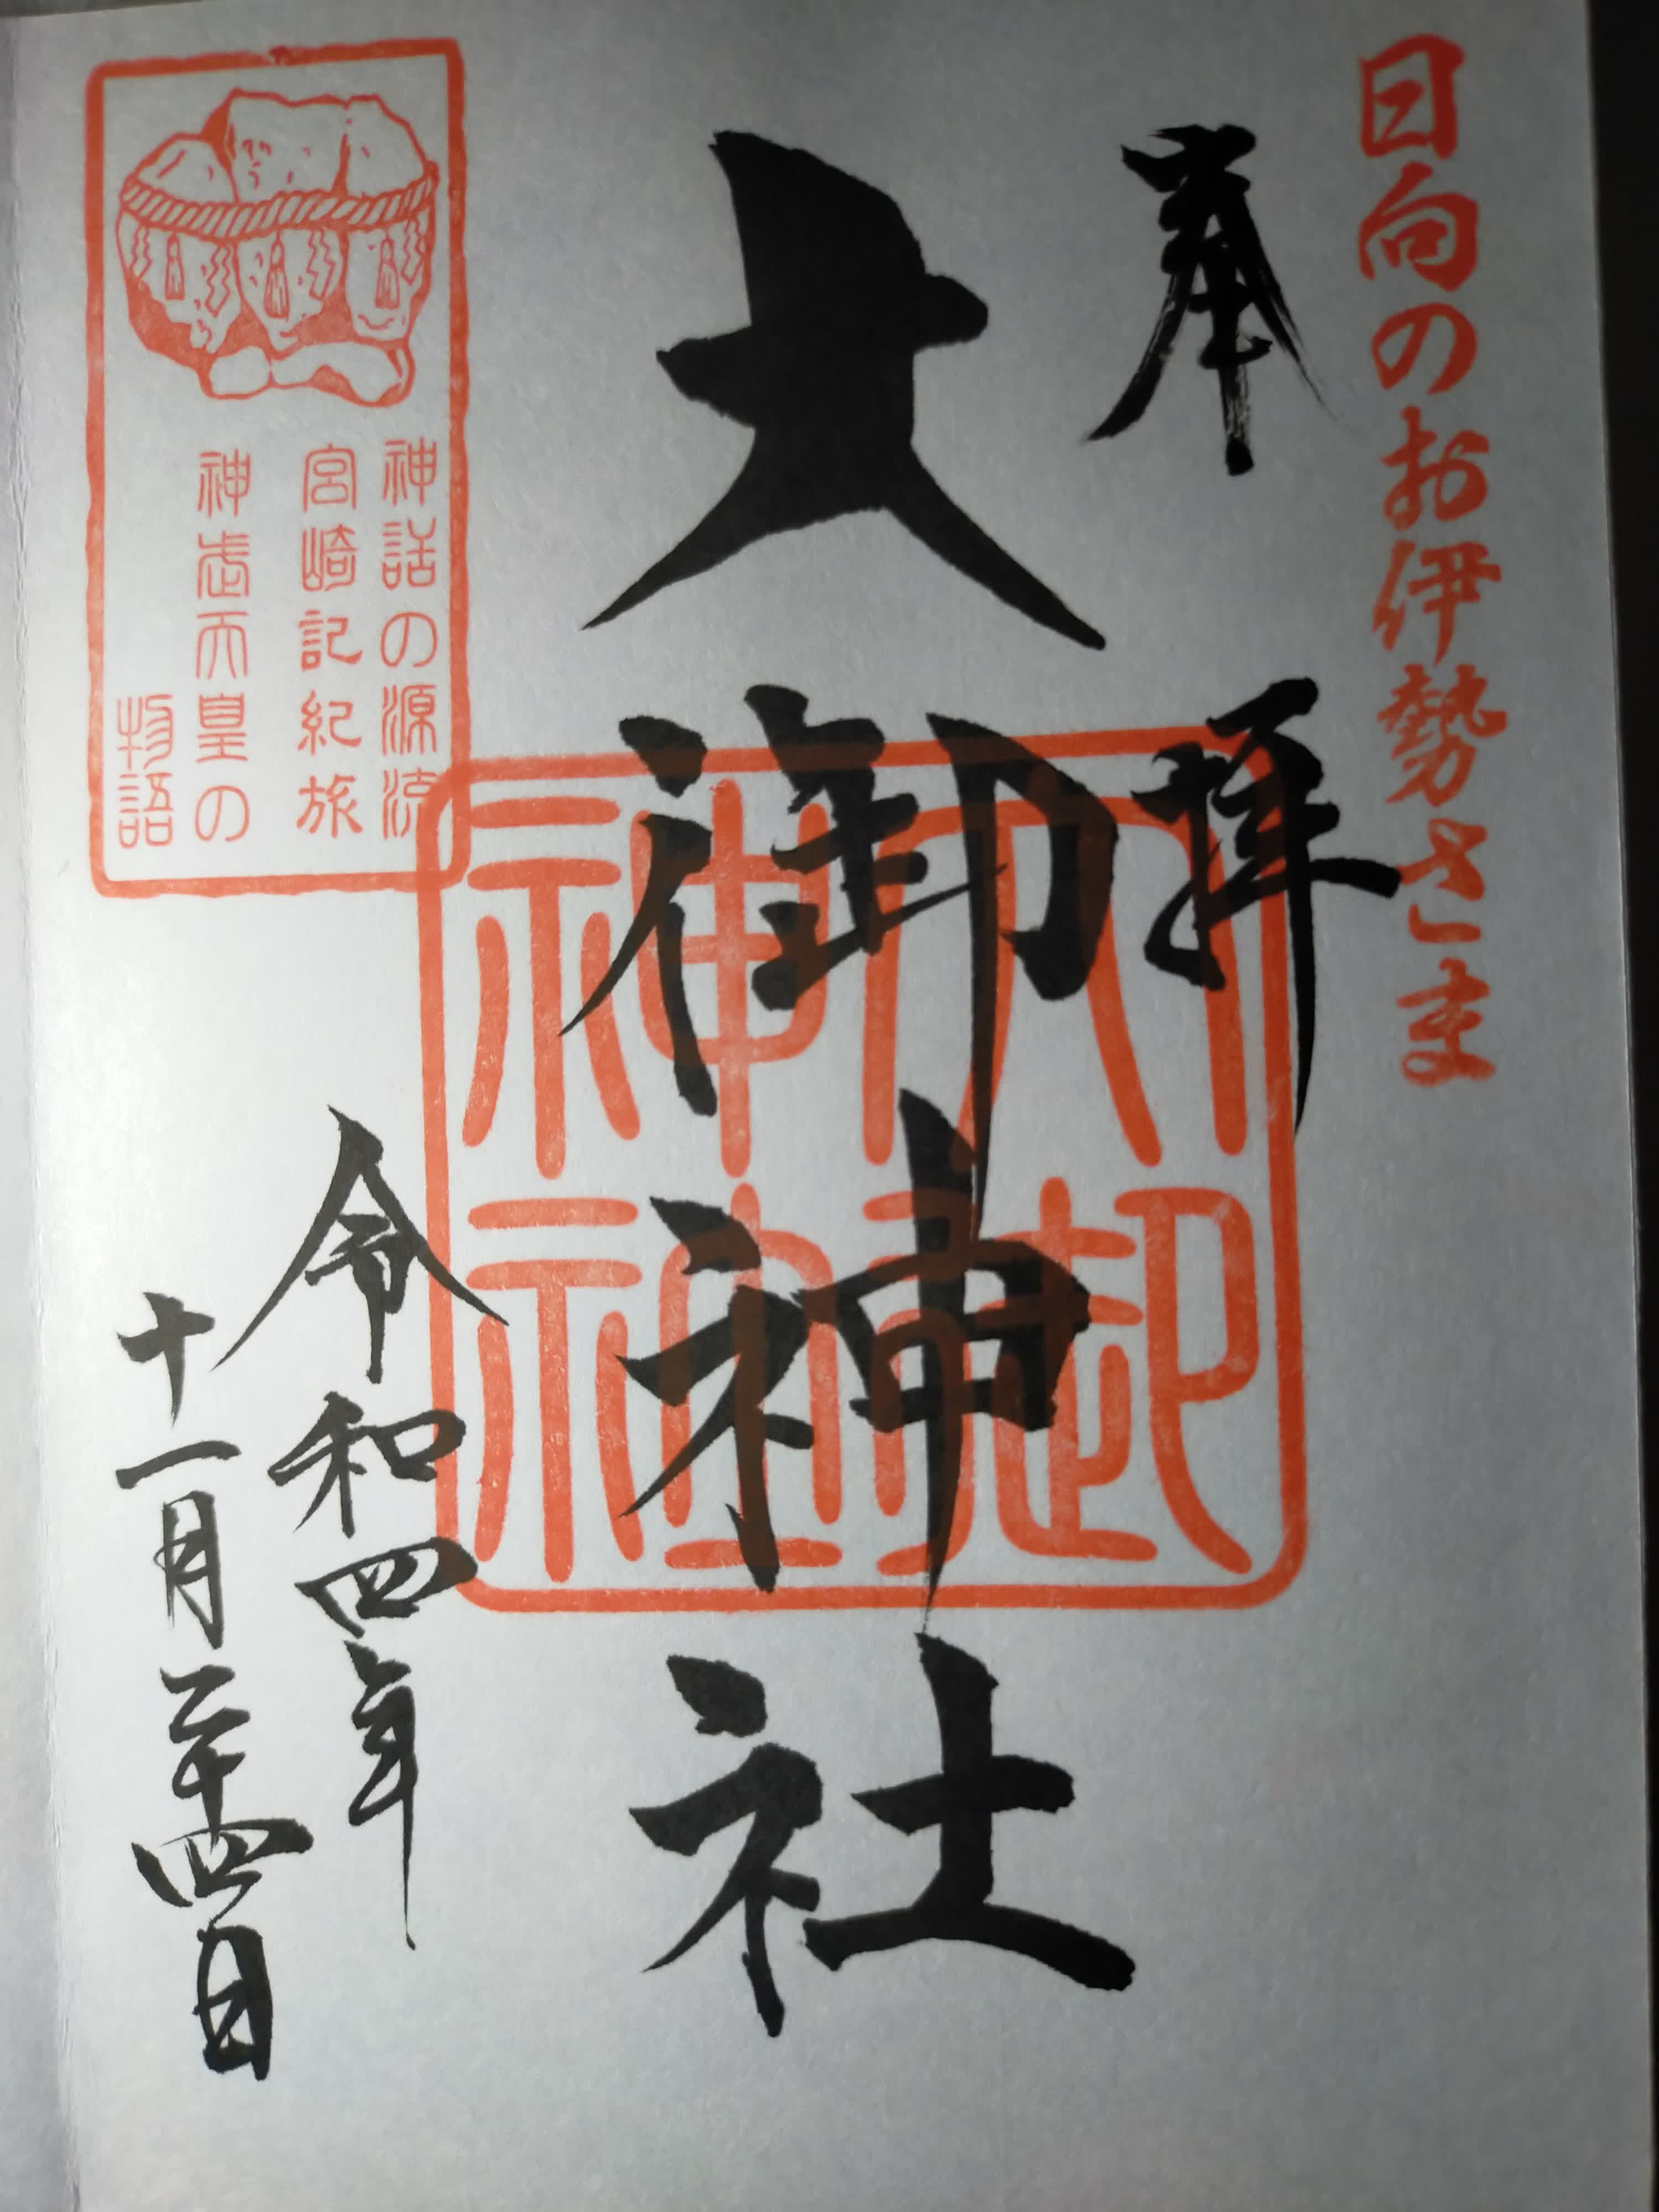 日向のお伊勢さま
奉拝
大御神社
大御神社
神話の源流
宮崎記紀旅
神武天皇の
物語
令和四年
十一月二十四日